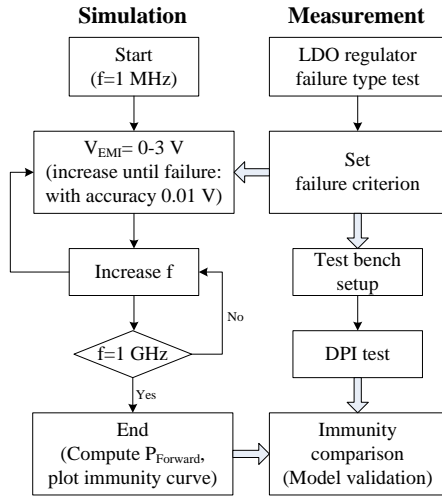 Simulation
Measurement
Start
(f=1 MHz)
LDO regulator
failure type test
V_EMI= 0-3 V
(increase until failure:
with accuracy 0.01 V)
Set
failure criterion
Increase f
Test bench
setup
No
f=1 GHz
DPI test
Yes
End
(Compute P_Forward,
plot immunity curve)
Immunity
comparison
(Model validation)